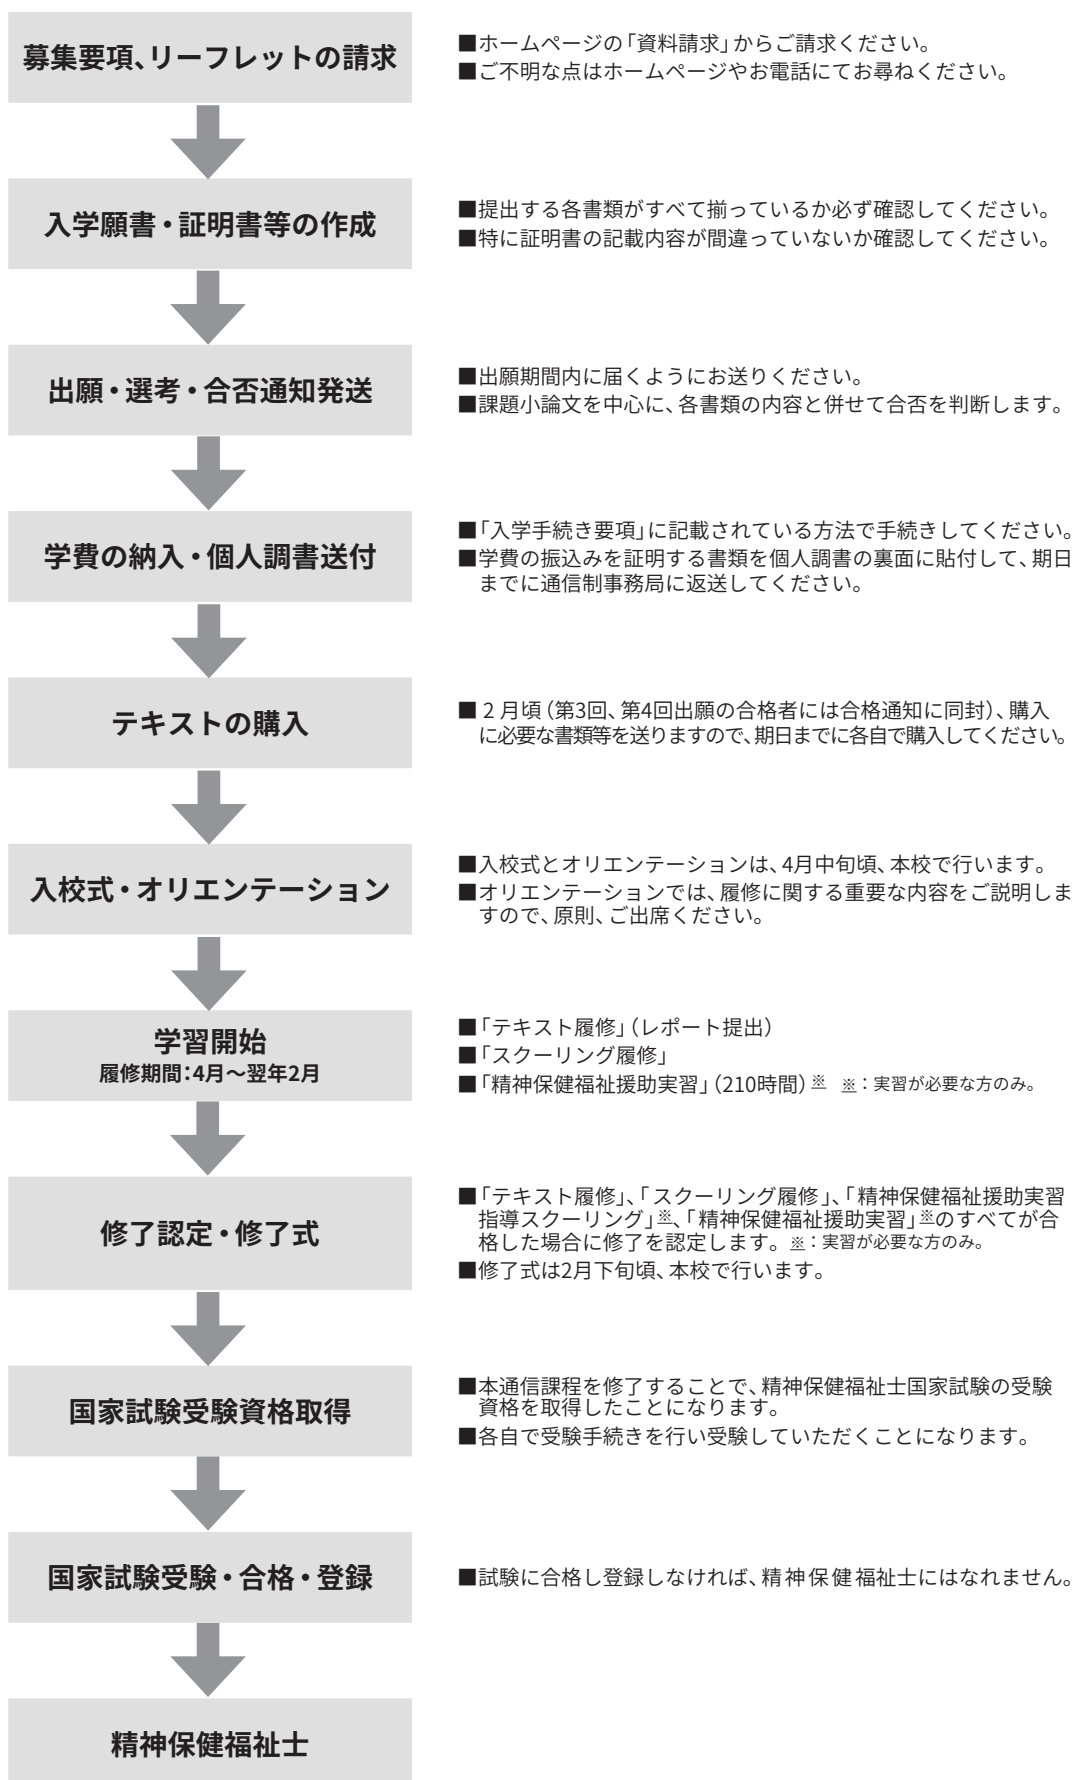 募集要項、リーフレットの請求
■ホームページの「資料請求」からご請求ください。
■ご不明な点はホームページやお電話にてお尋ねください。
入学願書・証明書等の作成
■提出する各書類がすべて揃っているか必ず確認してください。
■特に証明書の記載内容が間違っていないか確認してください。
出願・選考・合否通知発送
■出願期間内に届くようにお送りください。
■課題小論文を中心に、各書類の内容と併せて合否を判断します。
学費の納入・個人調書送付
■「入学手続き要項」に記載されている方法で手続きしてください。
■学費の振込みを証明する書類を個人調書の裏面に貼付して、期日
までに通信制事務局に返送してください。
テキストの購入
■ 2 月頃（第3回、第4回出願の合格者には合格通知に同封）、購入
に必要な書類等を送りますので、期日までに各自で購入してください。
入校式・オリエンテーション
■入校式とオリエンテーションは、4月中旬頃、本校で行います。
■オリエンテーションでは、履修に関する重要な内容をご説明しま
すので、原則、ご出席ください。
学習開始
履修期間：4月～翌年2月
■「テキスト履修」（レポート提出）
■「スクーリング履修」
■「精神保健福祉援助実習」（210時間）※ ※：実習が必要な方のみ。
修了認定・修了式
■「テキスト履修」、「スクーリング履修」、「精神保健福祉援助実習
指導スクーリング」※、「精神保健福祉援助実習」※のすべてが合
格した場合に修了を認定します。※：実習が必要な方のみ。
■修了式は2月下旬頃、本校で行います。
国家試験受験資格取得
■本通信課程を修了することで、精神保健福祉士国家試験の受験
資格を取得したことになります。
■各自で受験手続きを行い受験していただくことになります。
国家試験受験・合格・登録
■試験に合格し登録しなければ、精神保健福祉士にはなれません。
精神保健福祉士